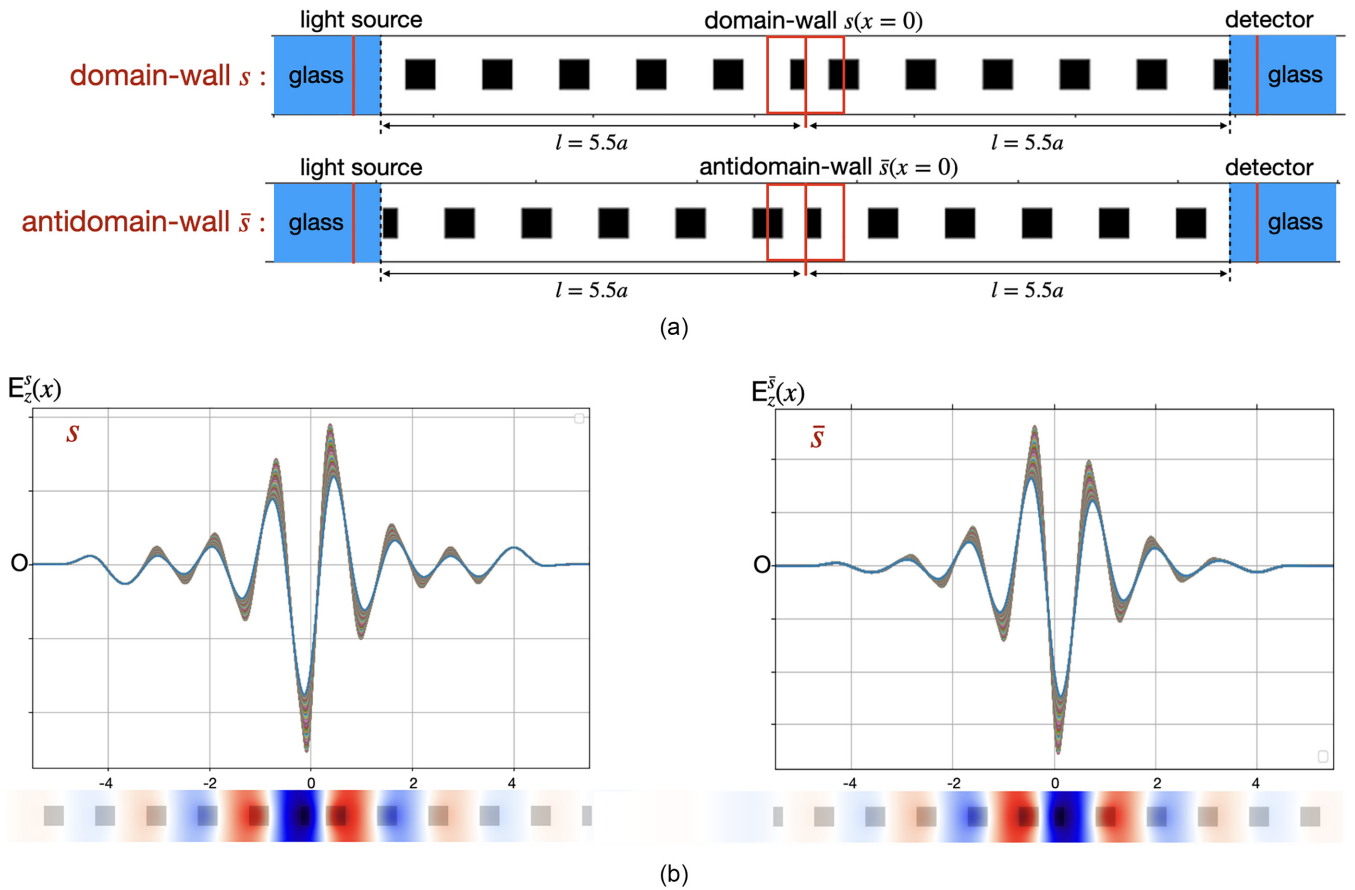 light source domain-wall s(x = 0) detector
domain-wall s : glass glass
l = 5.5a l = 5.5a
light source antidomain-wall s̄(x = 0) detector
antidomain-wall s̄ : glass glass
l = 5.5a l = 5.5a
(a)
E_z^s(x) E_z^s̄(x)
s s̄
O O
-4 -2 0 2 4 -4 -2 0 2 4
(b)